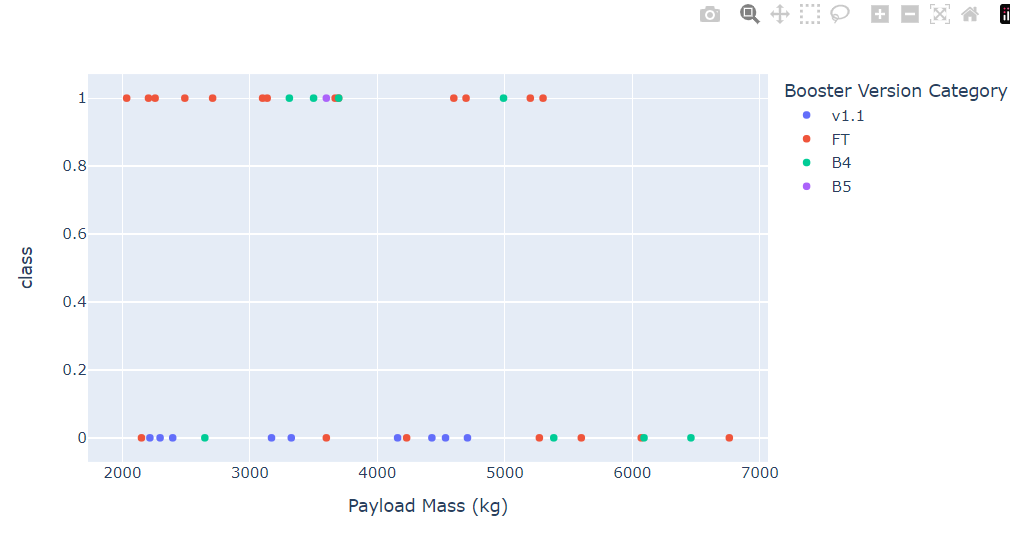 Booster Version Category
v1.1
FT
B4
B5
1
0.8
0.6
0.4
0.2
0
class
2000 3000 4000 5000 6000 7000
Payload Mass (kg)